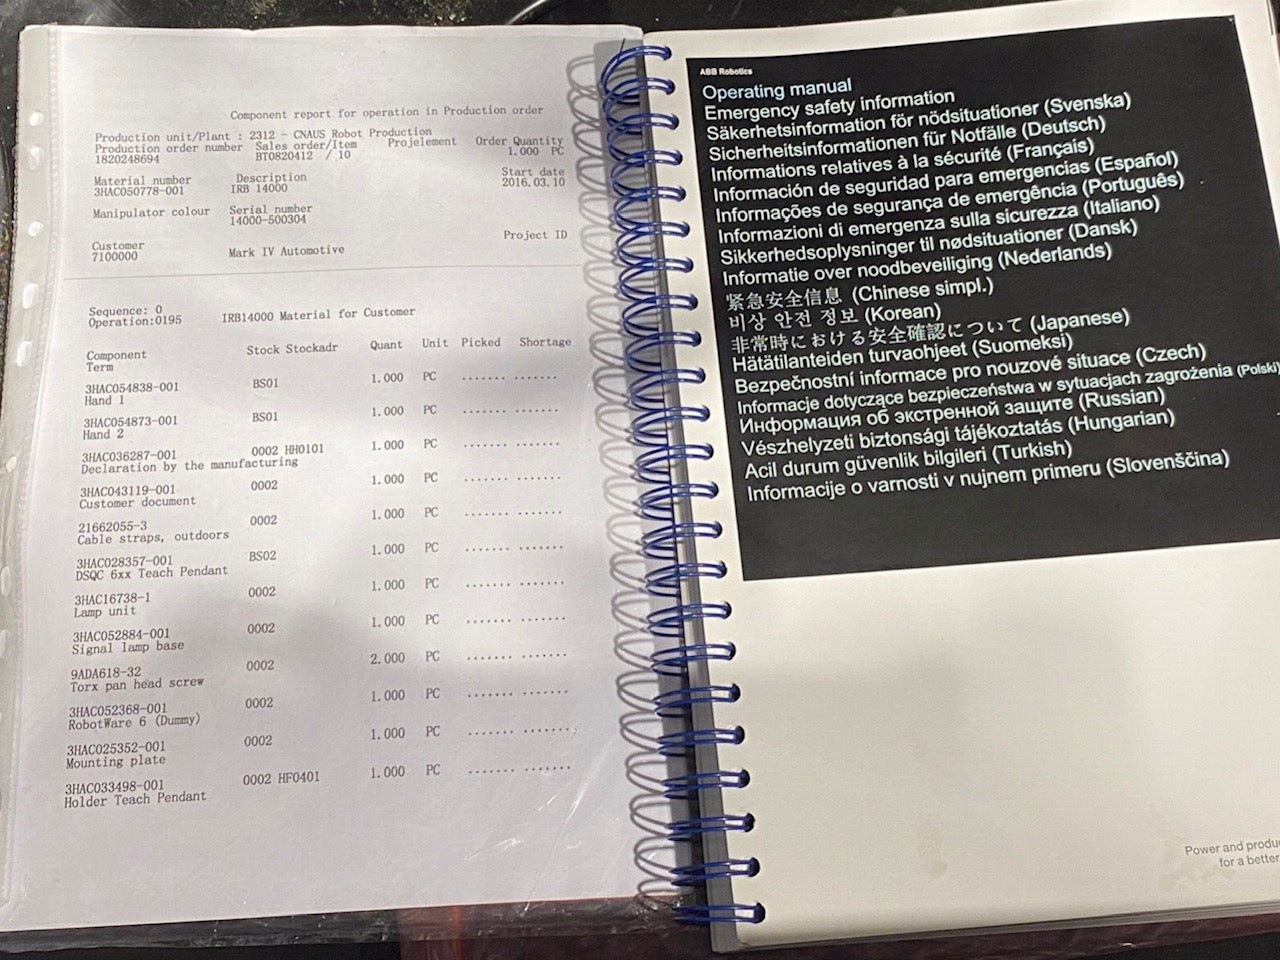 Component report for operation in Production order
Production unit/Plant : 2312 - CNAUS Robot Production
Production order number Sales order/Item Projelement Order Quantity
1820248694 BT0820412 / 10 1.000 PC
Material number Description Start date
3HAC050778-001 IRB 14000 2016.03.10
Manipulator colour Serial number
14000-500304
Customer Project ID
7100000 Mark IV Automotive
Sequence: 0
Operation:0195 IRB14000 Material for Customer
Component Stock Stockadr Quant Unit Picked Shortage
Term
3HAC054838-001 BS01 1.000 PC ....... .......
Hand 1
3HAC054873-001 BS01 1.000 PC ....... .......
Hand 2
3HAC036287-001 0002 HH0101 1.000 PC ....... .......
Declaration by the manufacturing
3HAC043119-001 0002 1.000 PC ....... .......
Customer document
21662055-3 0002 1.000 PC ....... .......
Cable straps, outdoors
3HAC028357-001 BS02 1.000 PC ....... .......
DSQC 6xx Teach Pendant
3HAC16738-1 0002 1.000 PC ....... .......
Lamp unit
3HAC052884-001 0002 1.000 PC ....... .......
Signal lamp base
9ADA618-32 0002 2.000 PC ....... .......
Torx pan head screw
3HAC052368-001 0002 1.000 PC ....... .......
RobotWare 6 (Dummy)
3HAC025352-001 0002 1.000 PC ....... .......
Mounting plate
3HAC033498-001 0002 HF0401 1.000 PC ....... .......
Holder Teach Pendant
ABB Robotics
Operating manual
Emergency safety information
Säkerhetsinformation för nödsituationer (Svenska)
Sicherheitsinformationen für Notfälle (Deutsch)
Informations relatives à la sécurité (Français)
Información de seguridad para emergencias (Español)
Informações de segurança de emergência (Português)
Informazioni di emergenza sulla sicurezza (Italiano)
Sikkerhedsoplysninger til nødsituationer (Dansk)
Informatie over noodbeveiliging (Nederlands)
紧急安全信息 (Chinese simpl.)
비상 안전 정보 (Korean)
非常時における安全確認について (Japanese)
Hätätilanteiden turvaohjeet (Suomeksi)
Bezpečnostní informace pro nouzové situace (Czech)
Informacje dotyczące bezpieczeństwa w sytuacjach zagrożenia (Polski)
Информация об экстренной защите (Russian)
Vészhelyzeti biztonsági tájékoztatás (Hungarian)
Acil durum güvenlik bilgileri (Turkish)
Informacije o varnosti v nujnem primeru (Slovenščina)
Power and produ
for a better